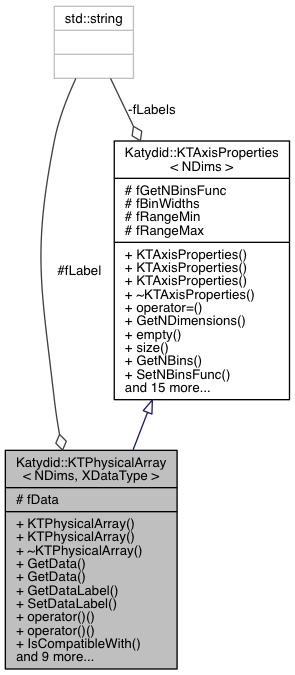 std::string
-fLabels
Katydid::KTAxisProperties
< NDims >
# fGetNBinsFunc
# fBinWidths
# fRangeMin
# fRangeMax
+ KTAxisProperties()
+ KTAxisProperties()
+ KTAxisProperties()
+ ~KTAxisProperties()
+ operator=()
+ GetNDimensions()
+ empty()
+ size()
+ GetNBins()
+ SetNBinsFunc()
and 15 more...
#fLabel
Katydid::KTPhysicalArray
< NDims, XDataType >
# fData
+ KTPhysicalArray()
+ KTPhysicalArray()
+ ~KTPhysicalArray()
+ GetData()
+ GetData()
+ GetDataLabel()
+ SetDataLabel()
+ operator()()
+ operator()()
+ IsCompatibleWith()
and 9 more...